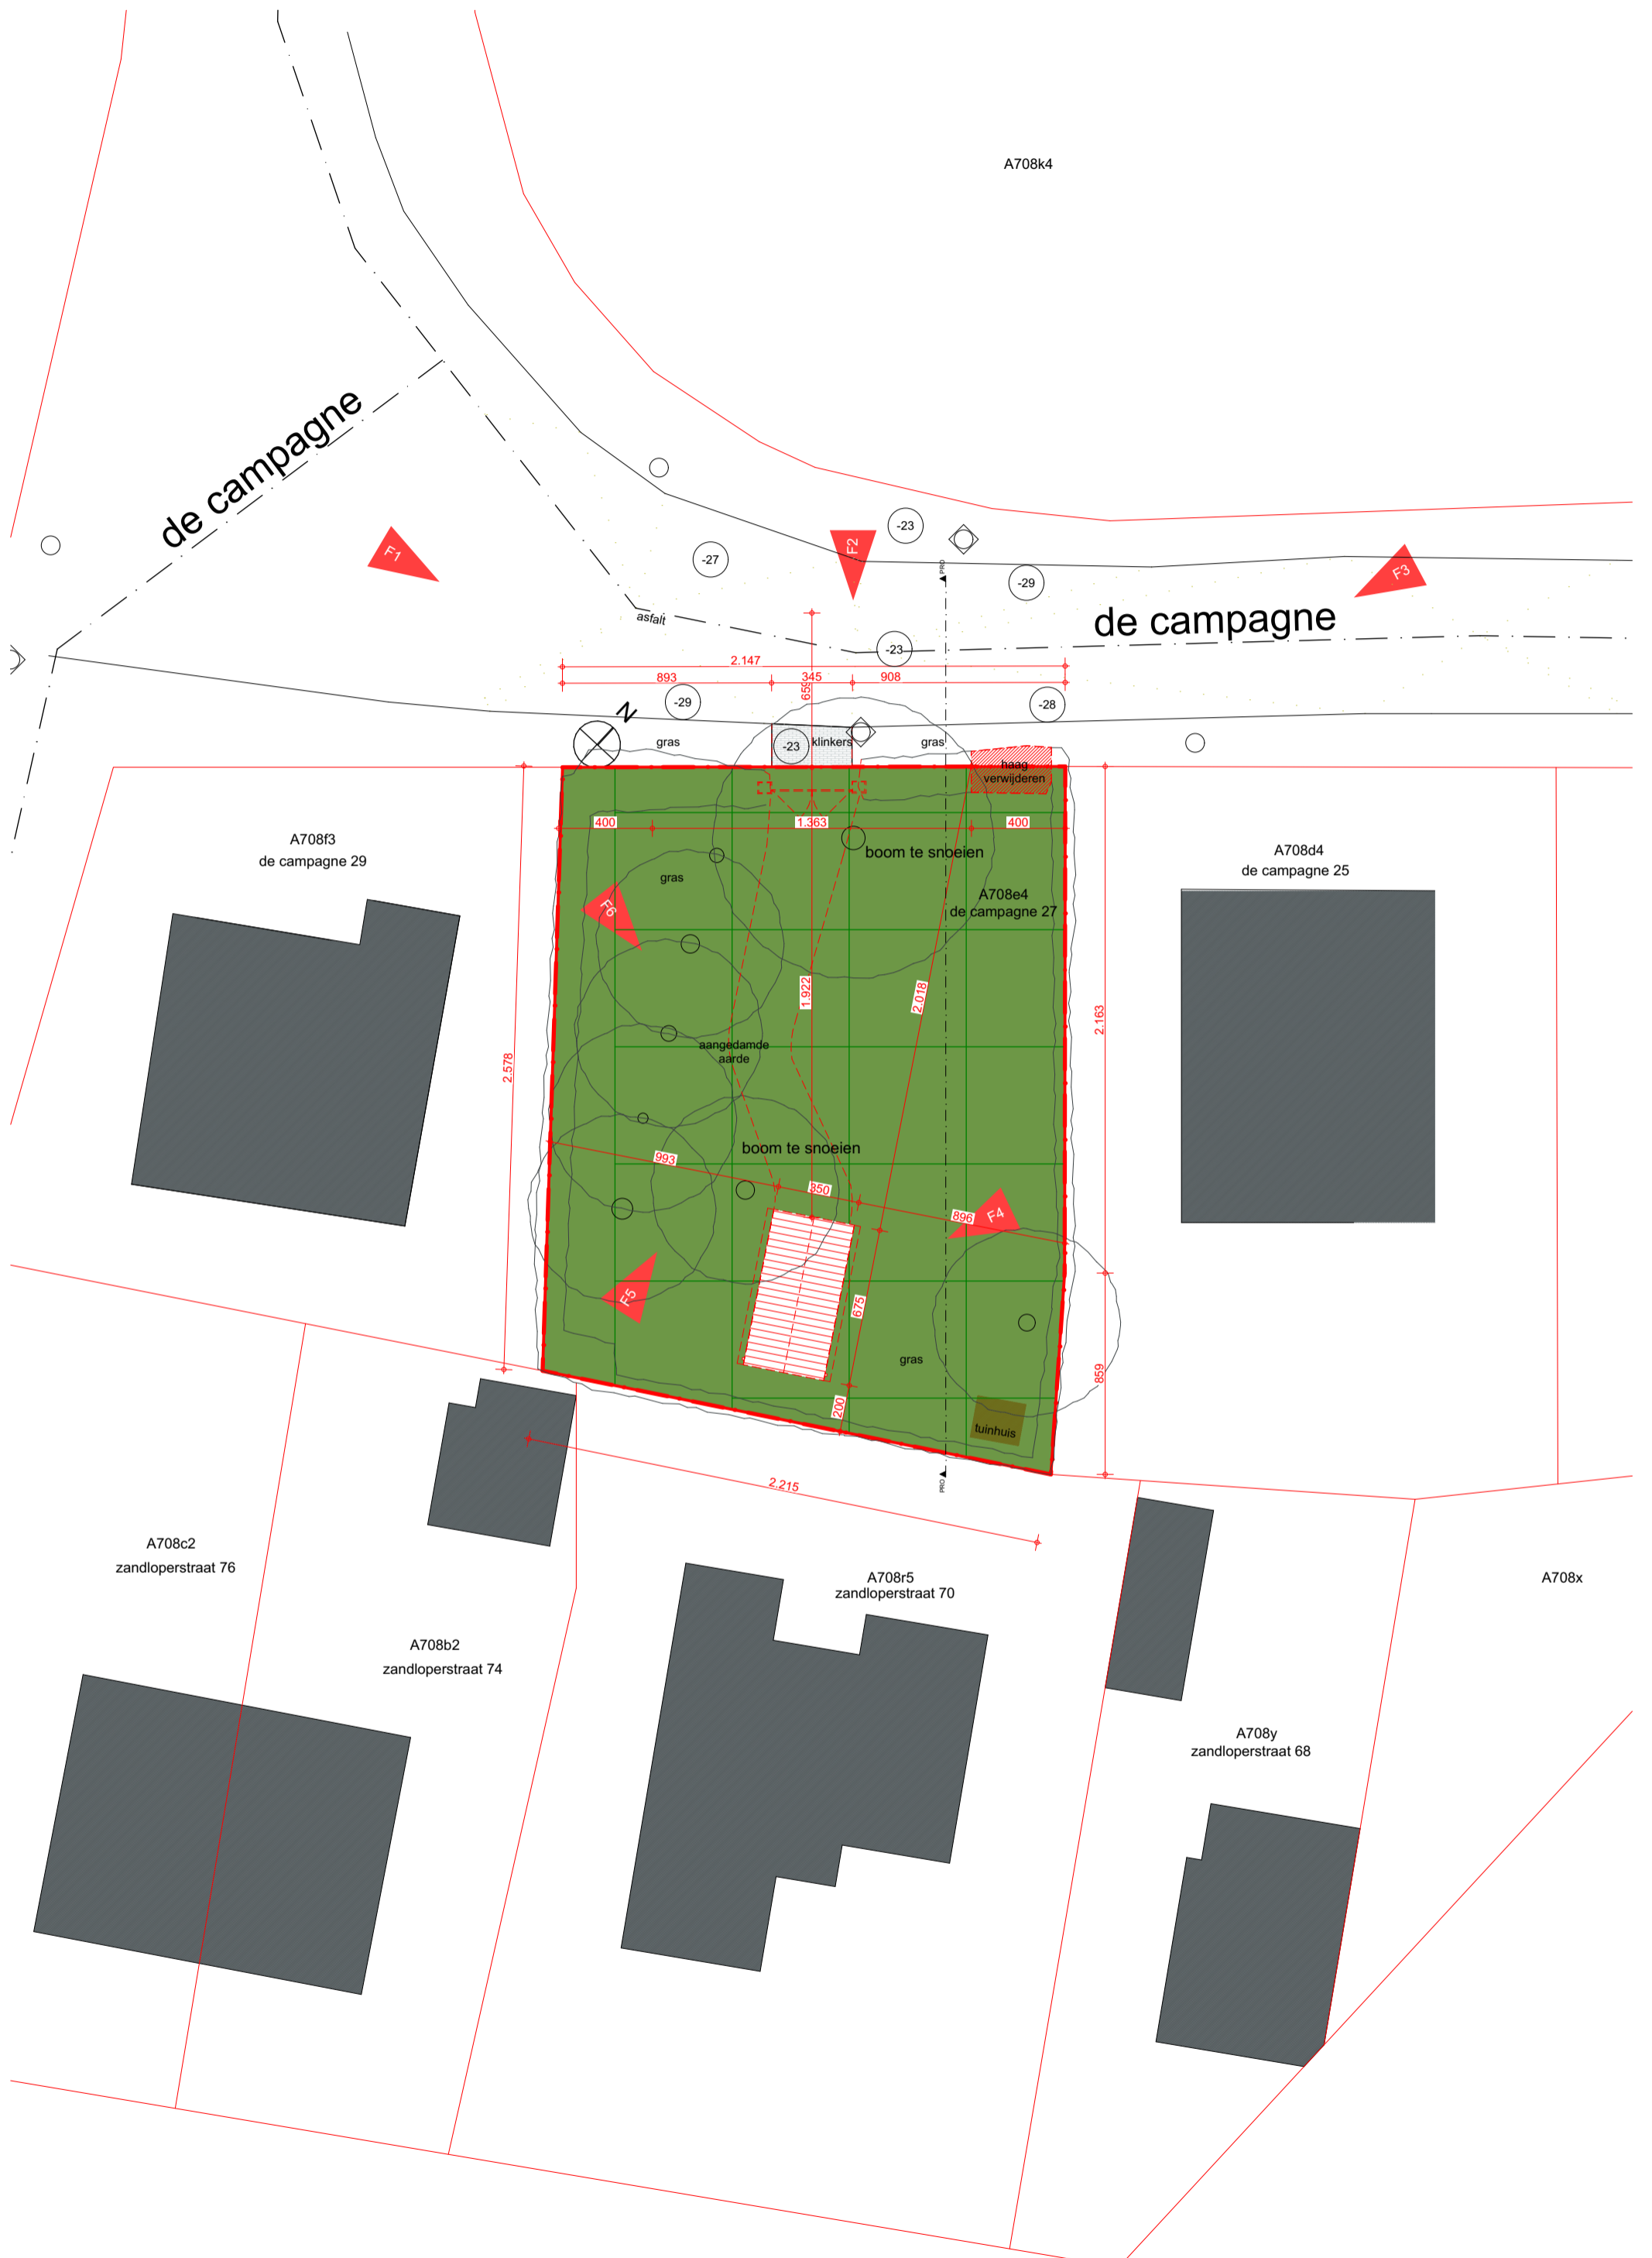 A708k4
de campagne
F1
F2
F3
-23
-27
-29
PRO
asfalt
de campagne
-23
2.147
893
345
908
659
-29
-28
N
gras
-23
klinkers
gras
haag
verwijderen
400
1.363
400
A708f3
de campagne 29
boom te snoeien
A708d4
de campagne 25
gras
A708e4
de campagne 27
F6
1.922
2.018
2.163
aangedamde
aarde
2.578
boom te snoeien
993
350
896
F4
F5
675
gras
859
200
tuinhuis
PRO
2.215
A708c2
zandloperstraat 76
A708r5
zandloperstraat 70
A708x
A708b2
zandloperstraat 74
A708y
zandloperstraat 68